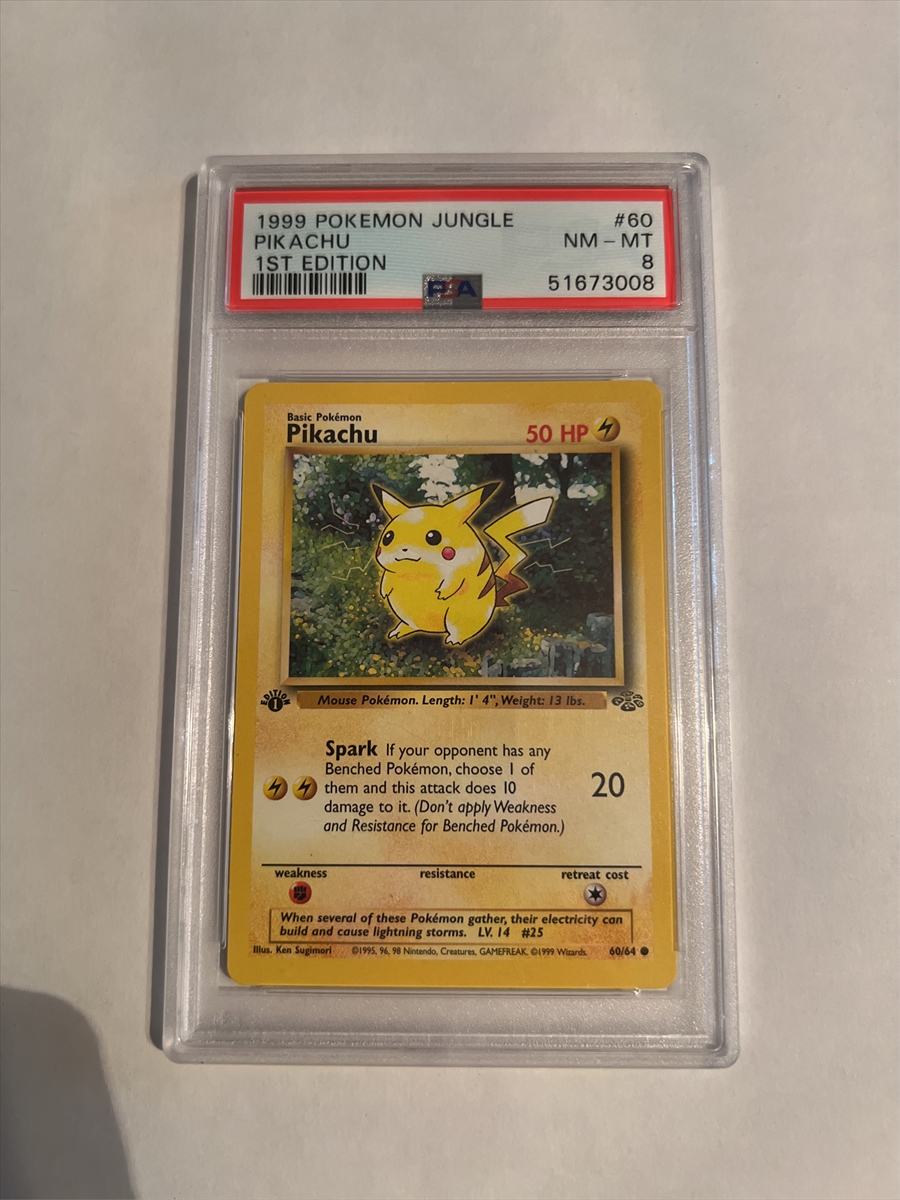 1999 POKEMON JUNGLE #60
PIKACHU NM - MT
1ST EDITION 8
PSA 51673008
Basic Pokémon
Pikachu 50 HP
EDITION 1
Mouse Pokémon. Length: 1' 4", Weight: 13 lbs.
Spark If your opponent has any
Benched Pokémon, choose 1 of
them and this attack does 10 20
damage to it. (Don't apply Weakness
and Resistance for Benched Pokémon.)
weakness resistance retreat cost
When several of these Pokémon gather, their electricity can
build and cause lightning storms. LV. 14 #25
Illus. Ken Sugimori ©1995, 96, 98 Nintendo, Creatures, GAMEFREAK. ©1999 Wizards. 60/64